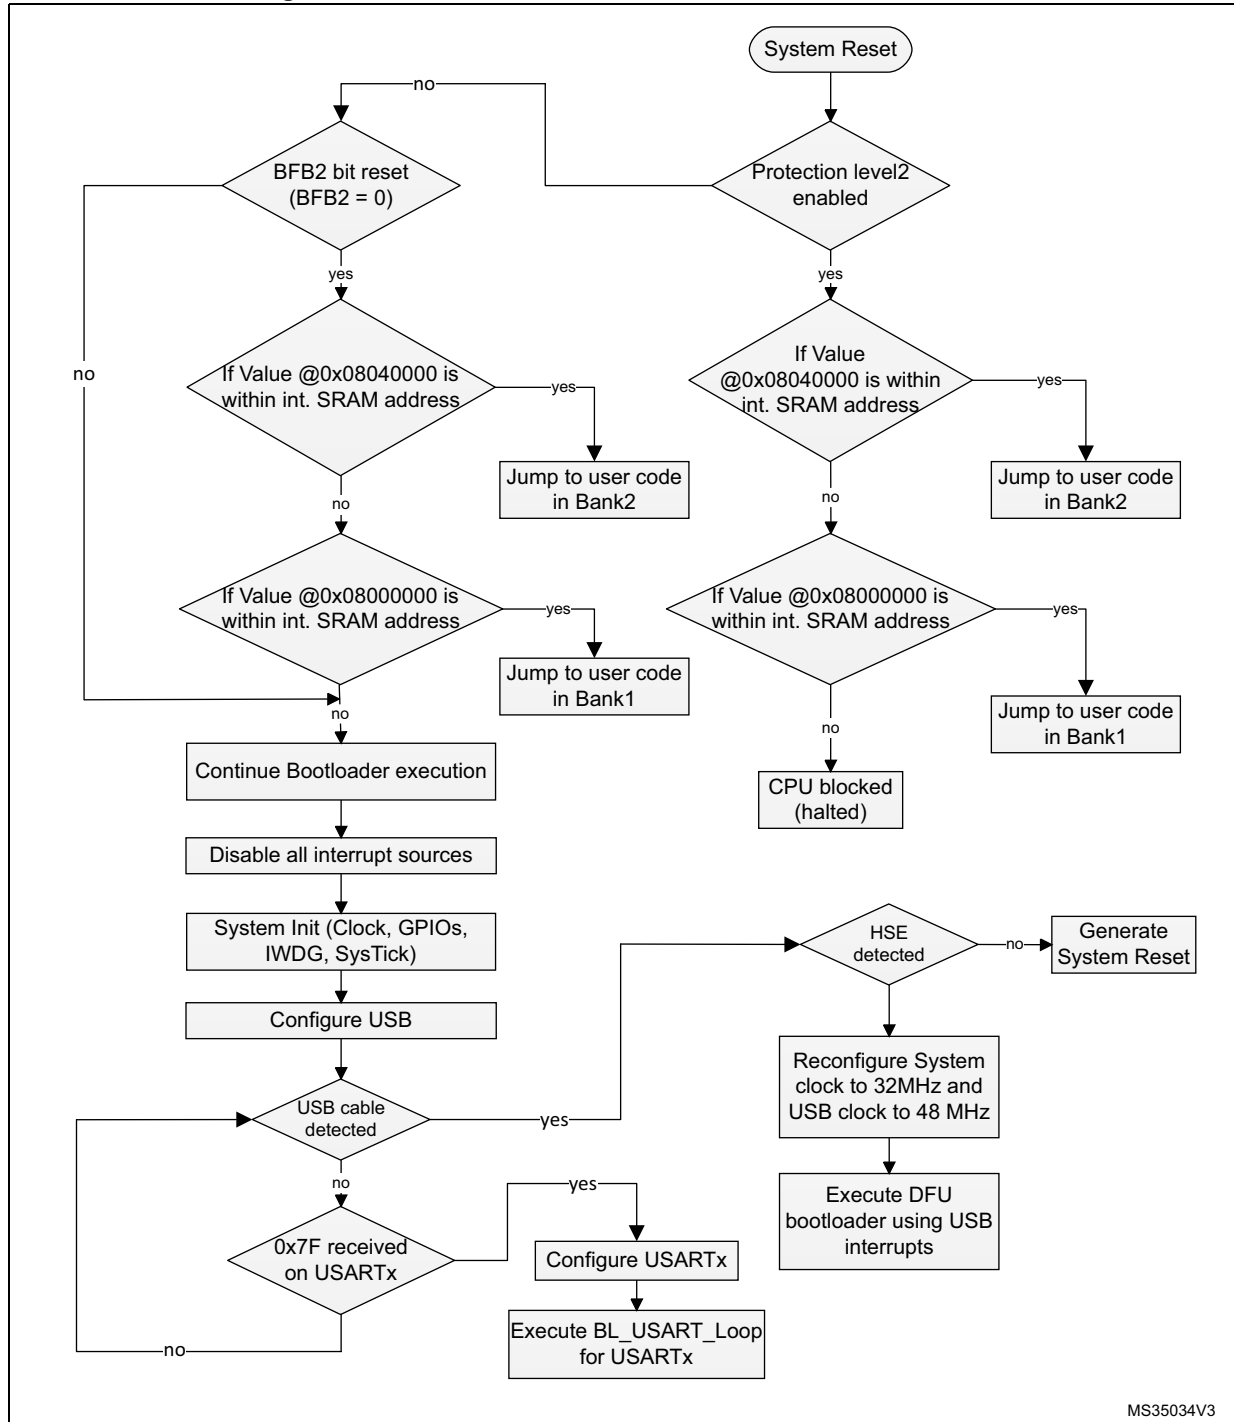 System Reset
no
BFB2 bit reset
(BFB2 = 0)
Protection level2
enabled
yes
yes
no
If Value @0x08040000 is
within int. SRAM address
yes
If Value
@0x08040000 is within
int. SRAM address
yes
Jump to user code
in Bank2
Jump to user code
in Bank2
no
no
If Value @0x08000000 is
within int. SRAM address
yes
If Value @0x08000000 is
within int. SRAM address
yes
Jump to user code
in Bank1
Jump to user code
in Bank1
no
no
Continue Bootloader execution
CPU blocked
(halted)
Disable all interrupt sources
System Init (Clock, GPIOs,
IWDG, SysTick)
HSE
detected
no
Generate
System Reset
Configure USB
Reconfigure System
clock to 32MHz and
USB clock to 48 MHz
USB cable
detected
yes
no
yes
Execute DFU
bootloader using USB
interrupts
0x7F received
on USARTx
Configure USARTx
Execute BL_USART_Loop
for USARTx
no
MS35034V3